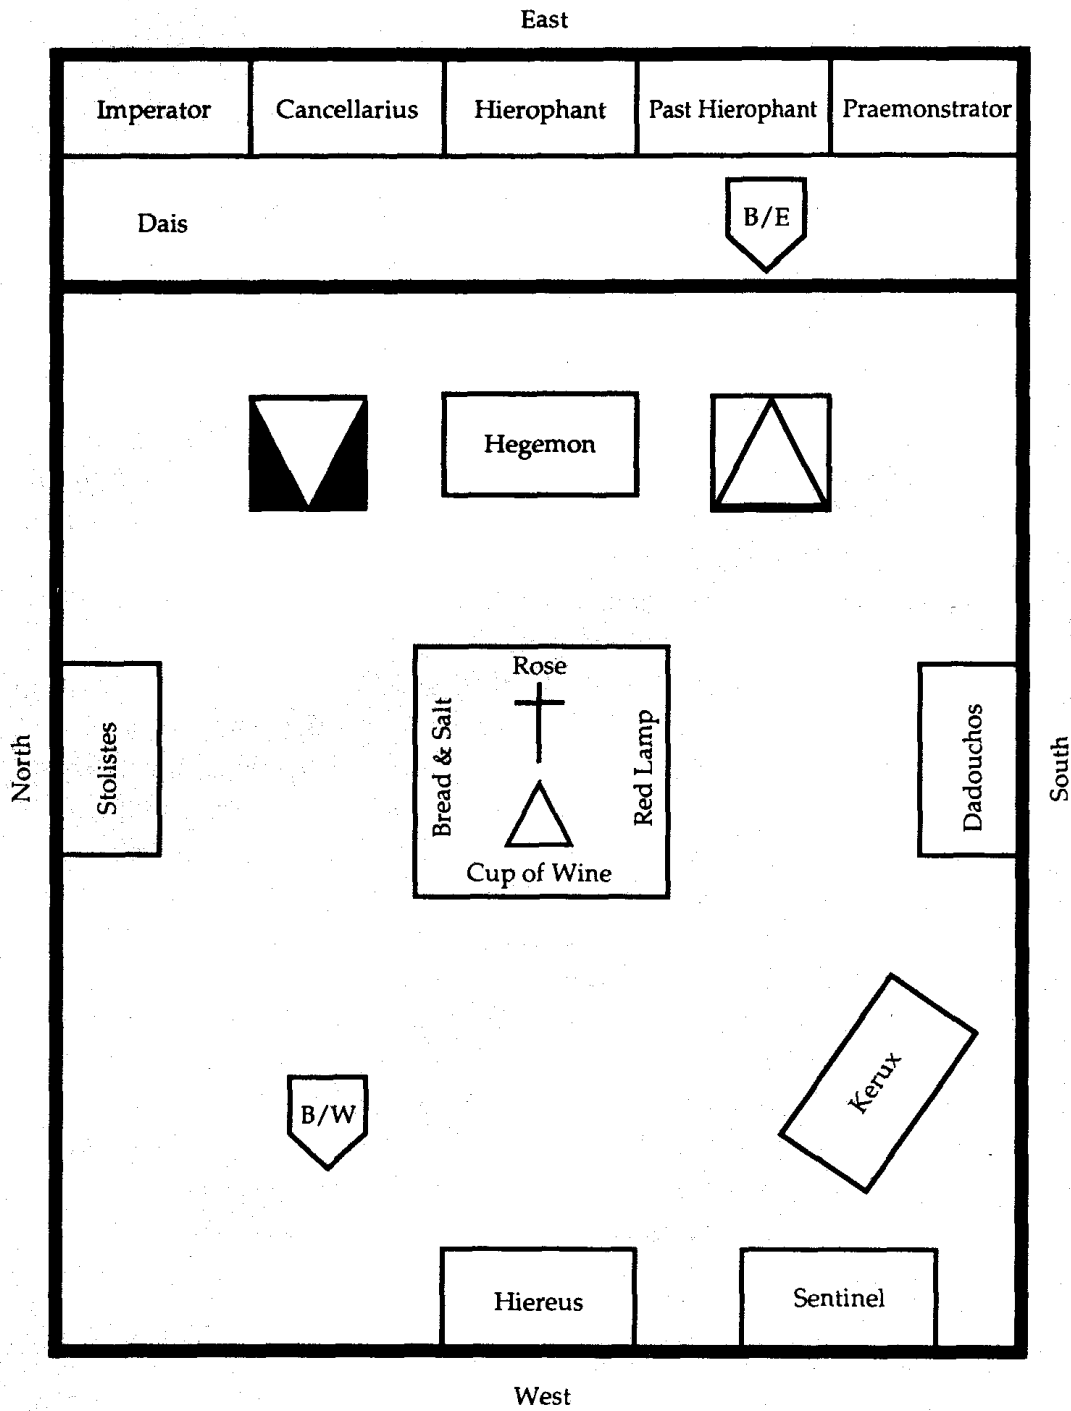 East
Imperator
Cancellarius
Hierophant
Past Hierophant
Praemonstrator
Dais
B/E
Hegemon
North
Stolistes
Rose
Bread & Salt
Red Lamp
Cup of Wine
Dadouchos
South
B/W
Kerux
Hiereus
Sentinel
West